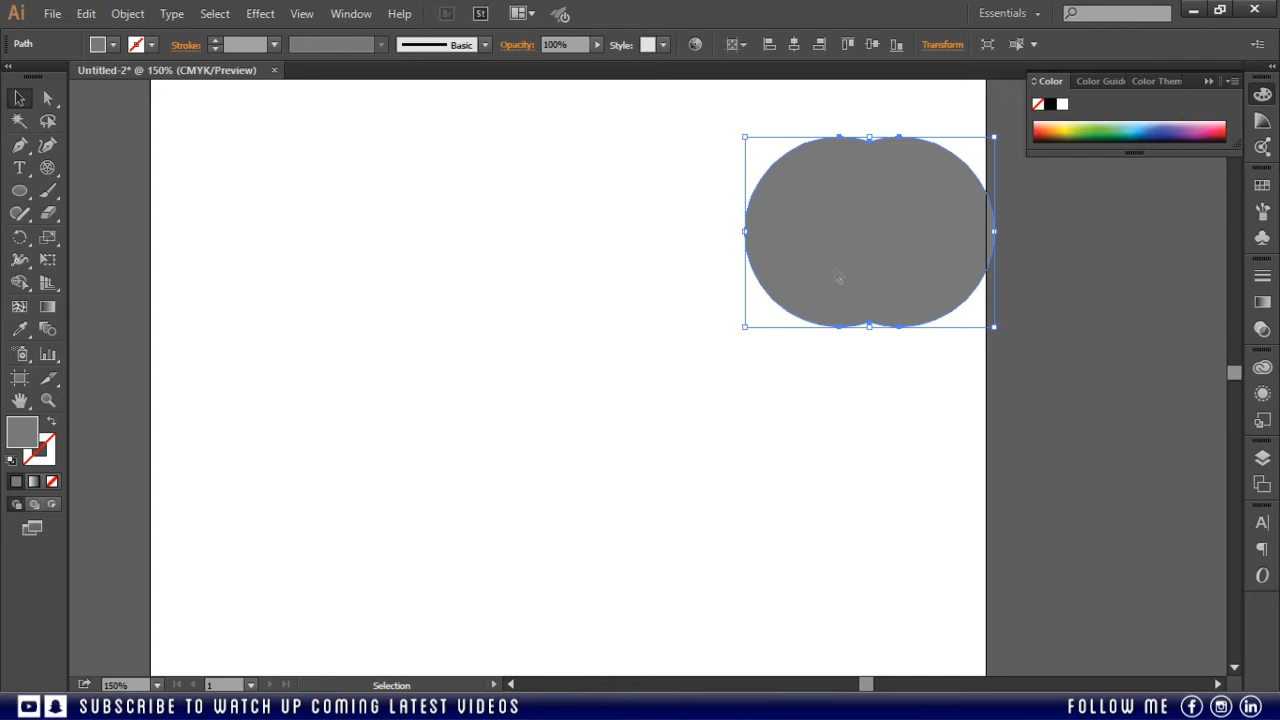 Ai File Edit Object Type Select Effect View Window Help Br St Essentials
Path Stroke: Basic Opacity: 100% Style: Transform
Untitled-2* @ 150% (CMYK/Preview)
Color Color Guide Color Them
150% 1 Selection
SUBSCRIBE TO WATCH UP COMING LATEST VIDEOS FOLLOW ME